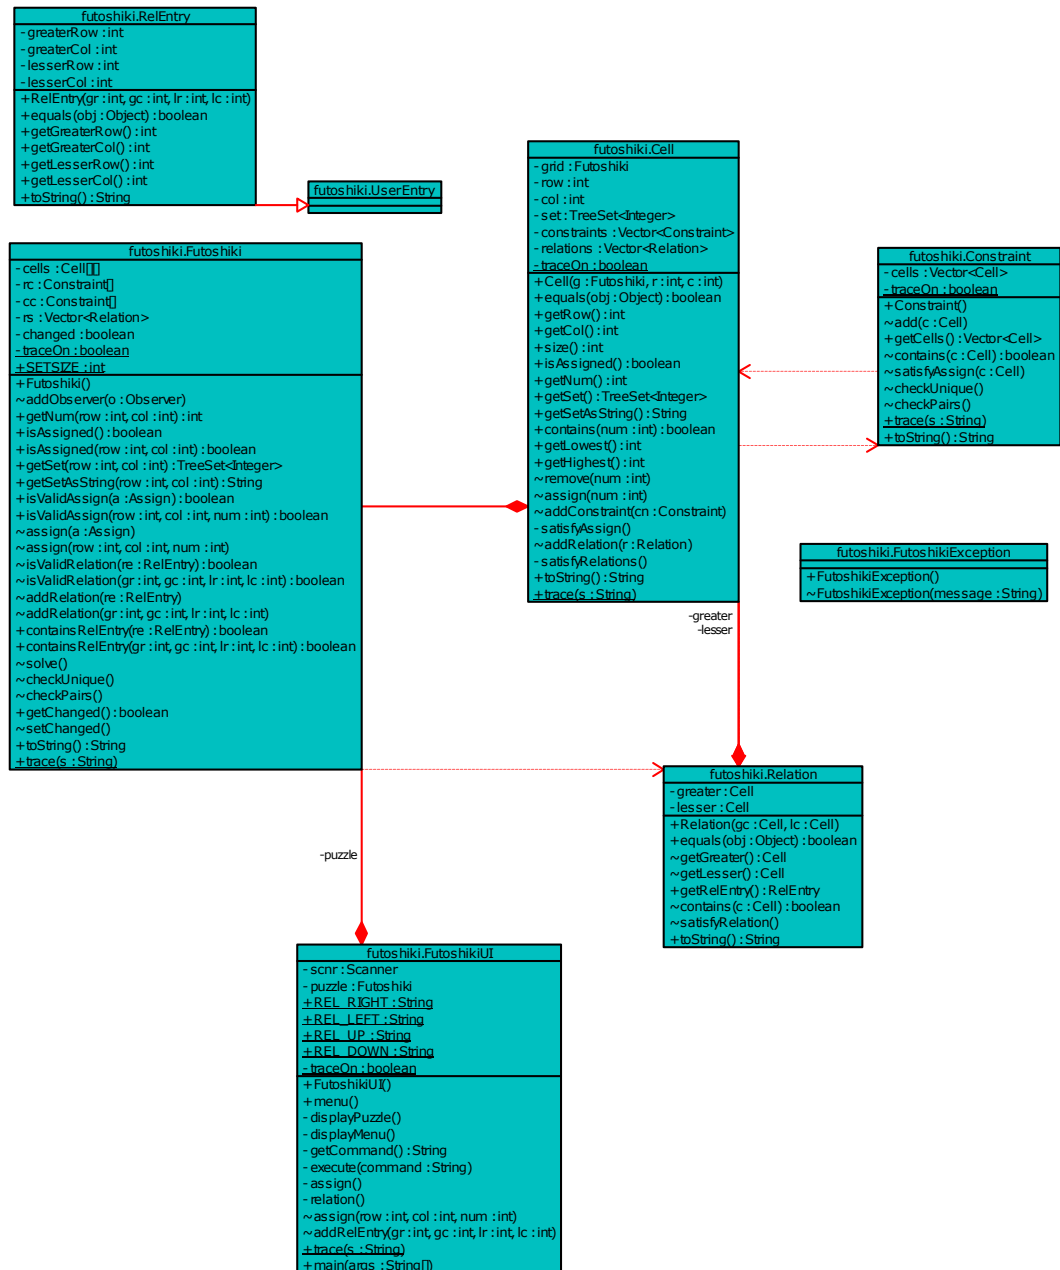 futoshiki.RelEntry
-greaterRow : int
-greaterCol : int
-lesserRow : int
-lesserCol : int
+RelEntry(gr : int, gc : int, lr : int, lc : int)
+equals(obj : Object) : boolean
+getGreaterRow() : int
+getGreaterCol() : int
+getLesserRow() : int
+getLesserCol() : int
+toString() : String
futoshiki.UserEntry
futoshiki.Cell
-grid : Futoshiki
-row : int
-col : int
-set : TreeSet<Integer>
-constraints : Vector<Constraint>
-relations : Vector<Relation>
-traceOn : boolean
+Cell(g : Futoshiki, r : int, c : int)
+equals(obj : Object) : boolean
+getRow() : int
+getCol() : int
+size() : int
+isAssigned() : boolean
+getNum() : int
+getSet() : TreeSet<Integer>
+getSetAsString() : String
+contains(num : int) : boolean
+getLowest() : int
+getHighest() : int
~remove(num : int)
~assign(num : int)
~addConstraint(cn : Constraint)
-satisfyAssign()
~addRelation(r : Relation)
-satisfyRelations()
+toString() : String
+trace(s : String)
futoshiki.Constraint
-cells : Vector<Cell>
-traceOn : boolean
+Constraint()
~add(c : Cell)
+getCells() : Vector<Cell>
~contains(c : Cell) : boolean
~satisfyAssign(c : Cell)
~checkUnique()
~checkPairs()
+trace(s : String)
+toString() : String
futoshiki.Futoshiki
-cells : Cell[][]
-rc : Constraint[]
-cc : Constraint[]
-rs : Vector<Relation>
-changed : boolean
-traceOn : boolean
+SETSIZE : int
+Futoshiki()
~addObserver(o : Observer)
+getNum(row : int, col : int) : int
+isAssigned() : boolean
+isAssigned(row : int, col : int) : boolean
+getSet(row : int, col : int) : TreeSet<Integer>
+getSetAsString(row : int, col : int) : String
+isValidAssign(a : Assign) : boolean
+isValidAssign(row : int, col : int, num : int) : boolean
~assign(a : Assign)
~assign(row : int, col : int, num : int)
~isValidRelation(re : RelEntry) : boolean
~isValidRelation(gr : int, gc : int, lr : int, lc : int) : boolean
~addRelation(re : RelEntry)
~addRelation(gr : int, gc : int, lr : int, lc : int)
+containsRelEntry(re : RelEntry) : boolean
+containsRelEntry(gr : int, gc : int, lr : int, lc : int) : boolean
~solve()
~checkUnique()
~checkPairs()
+getChanged() : boolean
~setChanged()
+toString() : String
+trace(s : String)
futoshiki.FutoshikiException
+FutoshikiException()
~FutoshikiException(message : String)
-greater
-lesser
futoshiki.Relation
-greater : Cell
-lesser : Cell
+Relation(gc : Cell, lc : Cell)
+equals(obj : Object) : boolean
~getGreater() : Cell
~getLesser() : Cell
+getRelEntry() : RelEntry
~contains(c : Cell) : boolean
~satisfyRelation()
+toString() : String
-puzzle
futoshiki.FutoshikiUI
-scnr : Scanner
-puzzle : Futoshiki
+REL_RIGHT : String
+REL_LEFT : String
+REL_UP : String
+REL_DOWN : String
-traceOn : boolean
+FutoshikiUI()
+menu()
-displayPuzzle()
-displayMenu()
-getCommand() : String
-execute(command : String)
-assign()
-relation()
~assign(row : int, col : int, num : int)
~addRelEntry(gr : int, gc : int, lr : int, lc : int)
+trace(s : String)
+main(args : String[])